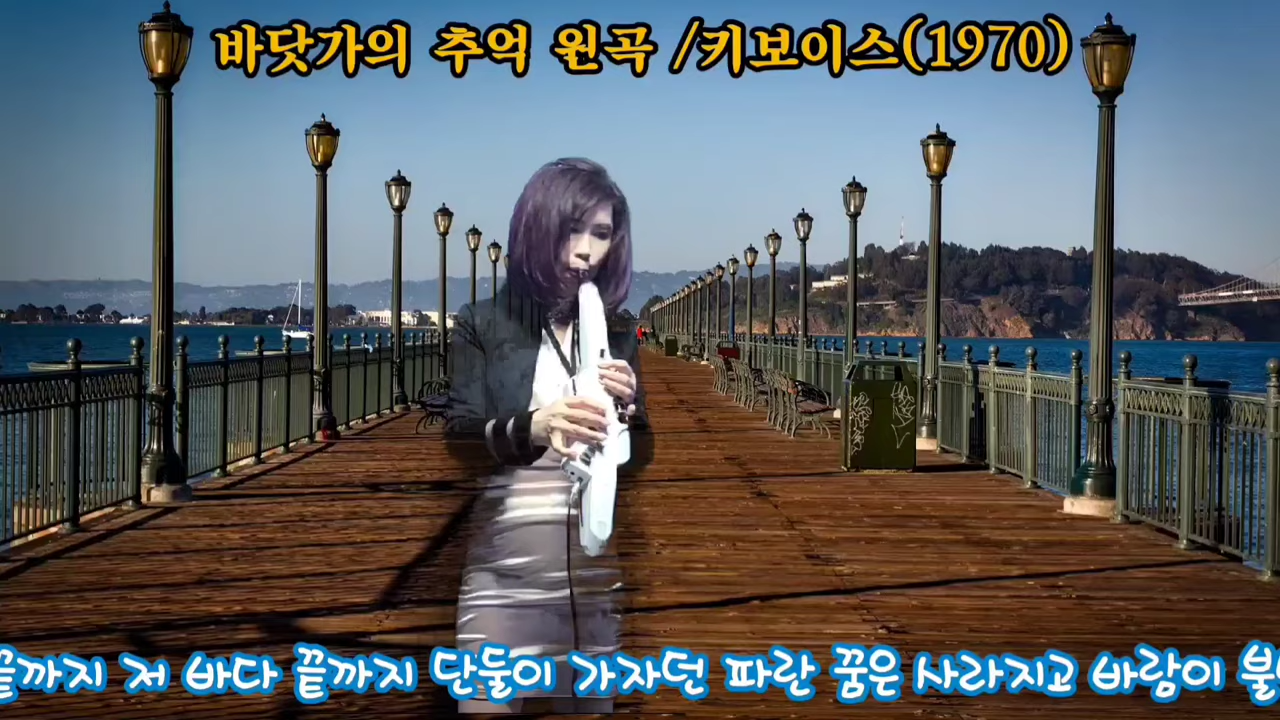 바닷가의 추억 원곡 /키보이스(1970)
끝까지 저 바다 끝까지 단둘이 가자던 파란 꿈은 사라지고 바람이 불